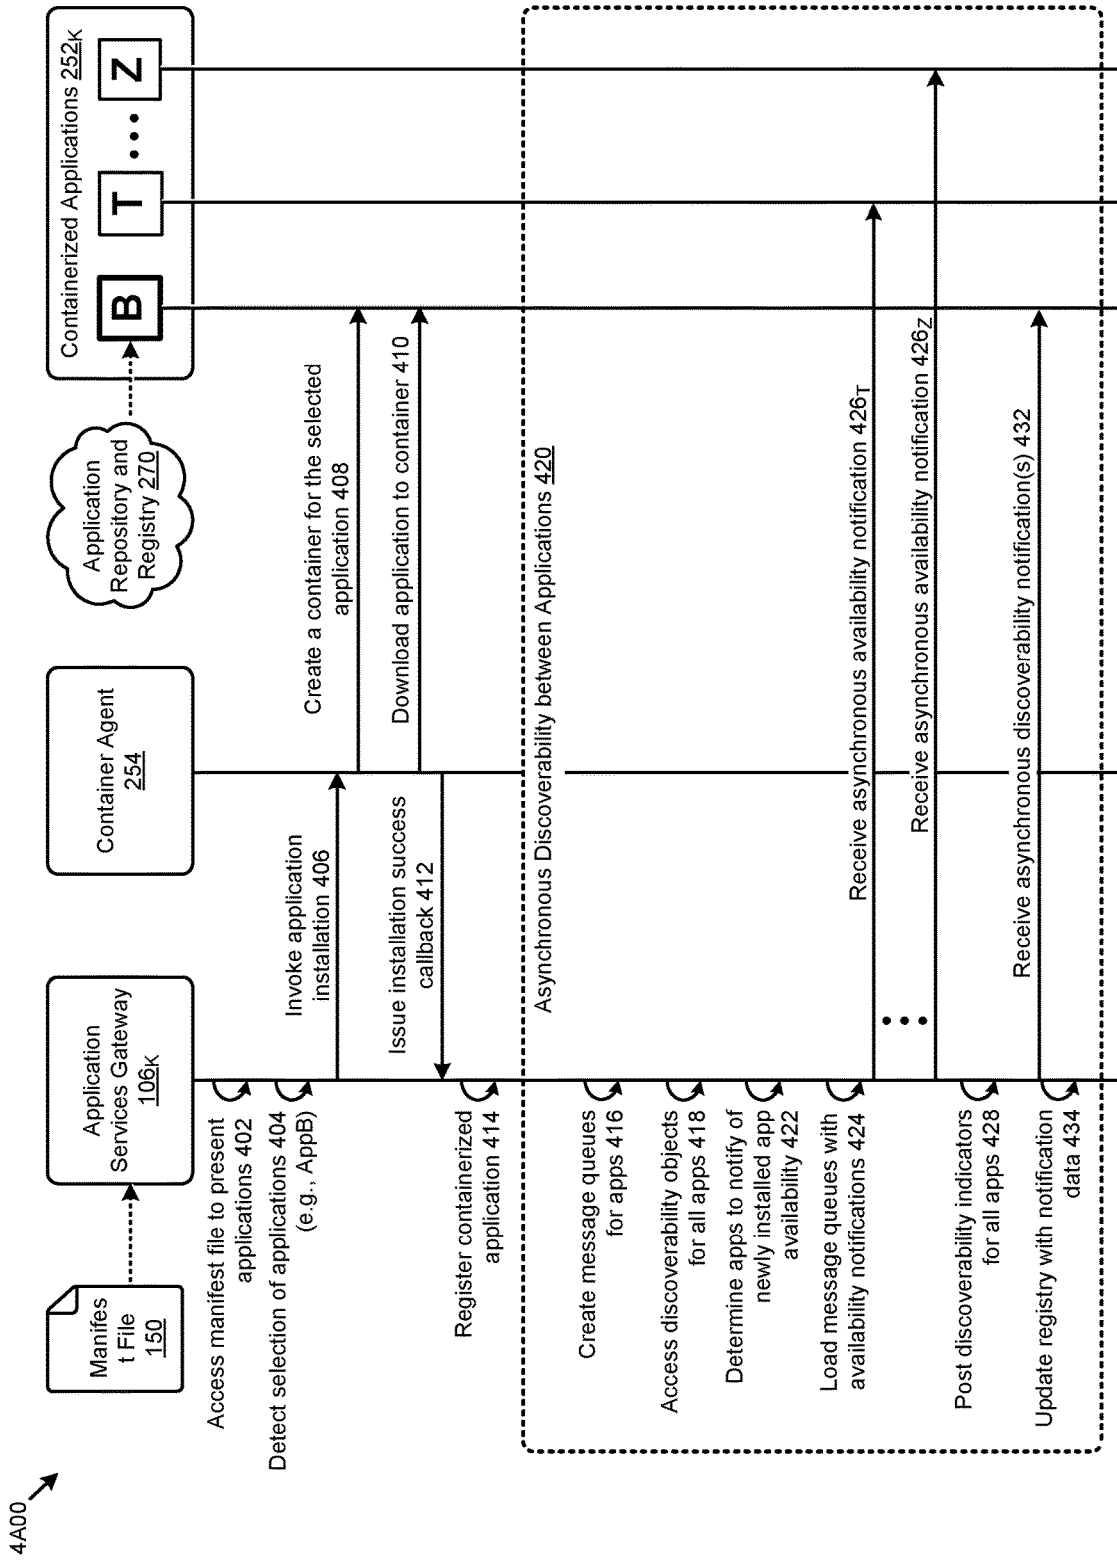 4A00
Manifes
t File
150
Application
Services Gateway
106K
Container Agent
254
Application
Repository and
Registry 270
Containerized Applications 252K
B
T
Z
Access manifest file to present
applications 402
Detect selection of applications 404
(e.g., AppB)
Invoke application
installation 406
Create a container for the selected
application 408
Download application to container 410
Issue installation success
callback 412
Register containerized
application 414
Asynchronous Discoverability between Applications 420
Create message queues
for apps 416
Access discoverability objects
for all apps 418
Determine apps to notify of
newly installed app
availability 422
Load message queues with
availability notifications 424
Receive asynchronous availability notification 426T
Receive asynchronous availability notification 426Z
Post discoverability indicators
for all apps 428
Receive asynchronous discoverability notification(s) 432
Update registry with notification
data 434